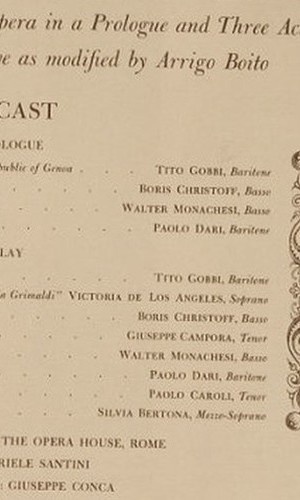 pera in a Prologue and Three Ac
e as modified by Arrigo Boito
CAST
LOGUE
public of Genoa . . . TITO GOBBI, Baritone
. . . . . BORIS CHRISTOFF, Basso
. . . . WALTER MONACHESI, Basso
. . . . . PAOLO DARI, Baritone
LAY
. . . . . TITO GOBBI, Baritone
a Grimaldi" VICTORIA DE LOS ANGELES, Soprano
. . . . . BORIS CHRISTOFF, Basso
. . . . GIUSEPPE CAMPORA, Tenor
. . . . WALTER MONACHESI, Basso
. . . . . PAOLO DARI, Baritone
. . . . . PAOLO CAROLI, Tenor
. . . SILVIA BERTONA, Mezzo-Soprano
THE OPERA HOUSE, ROME
RIELE SANTINI
: GIUSEPPE CONCA